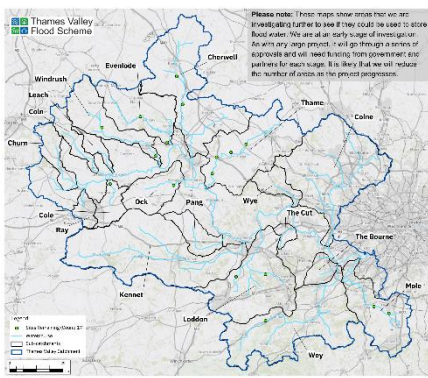 Thames Valley
Flood Scheme
Please note: These maps show areas that we are
investigating further to see if they could be used to store
flood water. We are at an early stage of investigation.
As with any large project, it will go through a series of
approvals and will need funding from government and
partners for each stage. It is likely that we will reduce
the number of areas as the project progresses.
Cherwell
Evenlode
Windrush
Leach
Coln
Churn
Thame
Colne
Cole
Ray
Ock
Pang
Wye
The Cut
The Bourne
Mole
Kennet
Loddon
Wey
Legend
Sub-catchments
Thames Valley Catchment